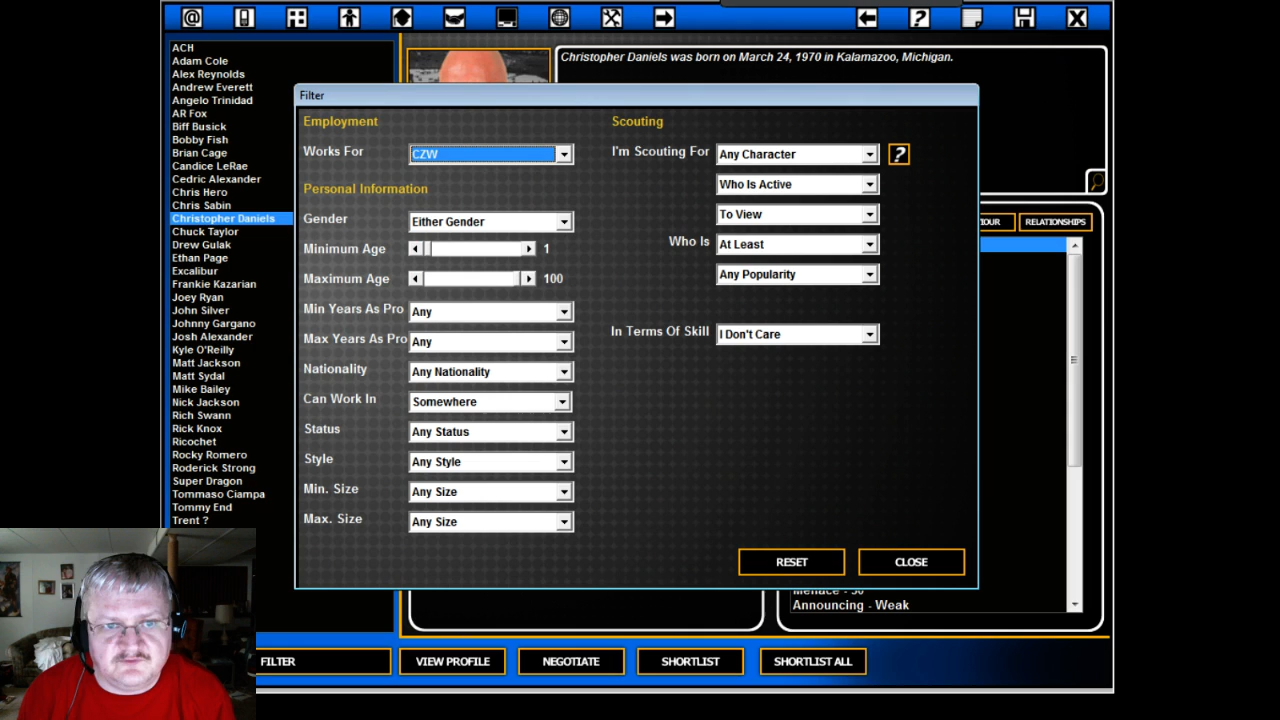 Christopher Daniels was born on March 24, 1970 in Kalamazoo, Michigan.
ACH
Adam Cole
Alex Reynolds
Andrew Everett
Angelo Trinidad
AR Fox
Biff Busick
Bobby Fish
Brian Cage
Candice LeRae
Cedric Alexander
Chris Hero
Chris Sabin
Christopher Daniels
Chuck Taylor
Drew Gulak
Ethan Page
Excalibur
Frankie Kazarian
Joey Ryan
John Silver
Johnny Gargano
Josh Alexander
Kyle O'Reilly
Matt Jackson
Matt Sydal
Mike Bailey
Nick Jackson
Rich Swann
Rick Knox
Ricochet
Rocky Romero
Roderick Strong
Super Dragon
Tommaso Ciampa
Tommy End
Trent ?
Filter
Employment
Works For CZW
Personal Information
Gender Either Gender
Minimum Age 1
Maximum Age 100
Min Years As Pro Any
Max Years As Pro Any
Nationality Any Nationality
Can Work In Somewhere
Status Any Status
Style Any Style
Min. Size Any Size
Max. Size Any Size
Scouting
I'm Scouting For Any Character ?
Who Is Active
To View
Who Is At Least
Any Popularity
In Terms Of Skill I Don't Care
RESET CLOSE
RELATIONSHIPS
Announcing - Weak
FILTER VIEW PROFILE NEGOTIATE SHORTLIST SHORTLIST ALL